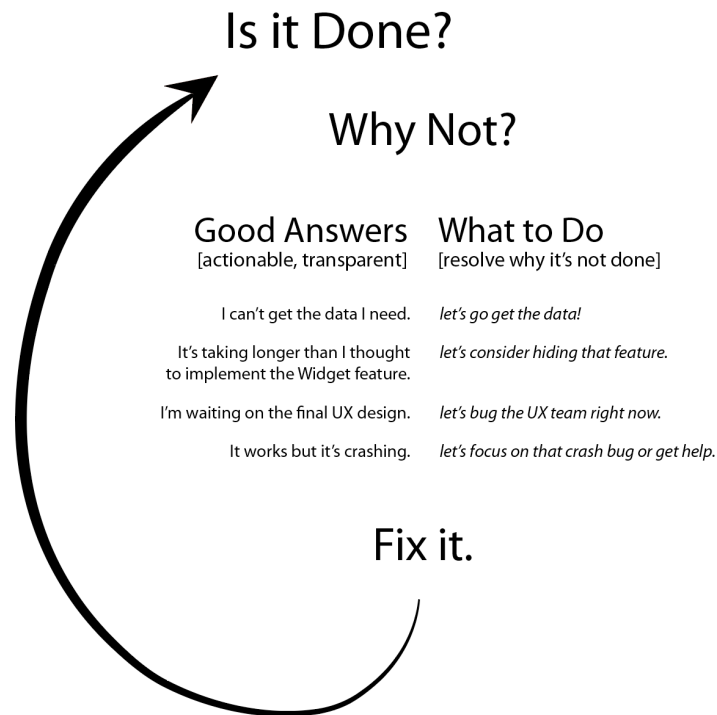 Is it Done?
Why Not?
Good Answers
[actionable, transparent]
What to Do
[resolve why it's not done]
I can't get the data I need.
let's go get the data!
It's taking longer than I thought
to implement the Widget feature.
let's consider hiding that feature.
I'm waiting on the final UX design.
let's bug the UX team right now.
It works but it's crashing.
let's focus on that crash bug or get help.
Fix it.